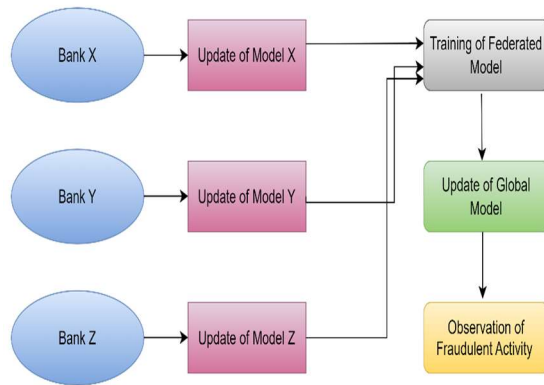 Bank X
Update of Model X
Training of Federated
Model
Bank Y
Update of Model Y
Update of Global
Model
Bank Z
Update of Model Z
Observation of
Fraudulent Activity